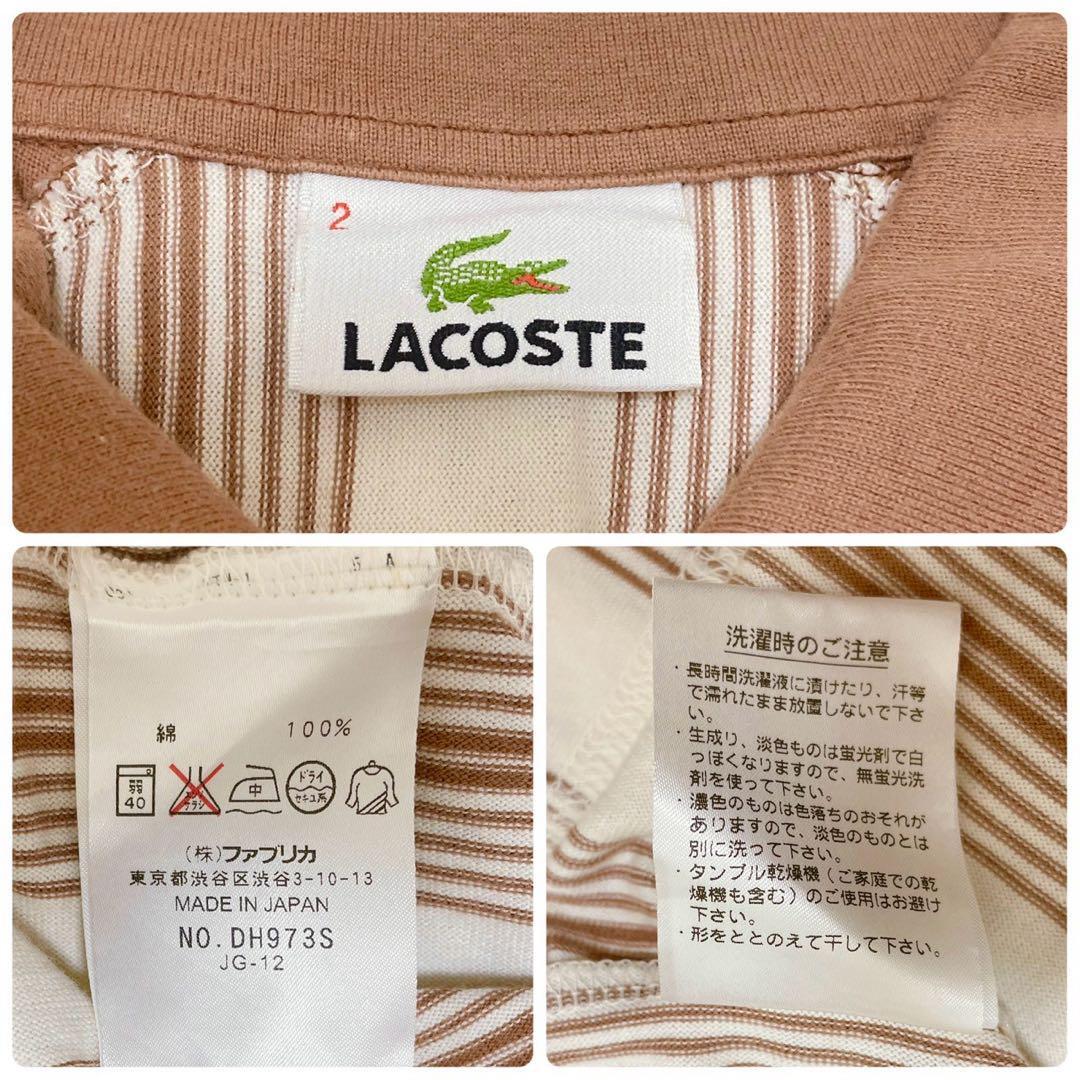 2
LACOSTE
綿 100%
弱
40
中
ドライ
セキユ系
(株)ファブリカ
東京都渋谷区渋谷3-10-13
MADE IN JAPAN
NO.DH973S
JG-12
洗濯時のご注意
・長時間洗濯液に漬けたり、汗等
で濡れたまま放置しないで下さ
い。
・生成り、淡色ものは蛍光剤で白
っぽくなりますので、無蛍光洗
剤を使って下さい。
・濃色のものは色落ちのおそれが
ありますので、淡色のものとは
別に洗って下さい。
・タンブル乾燥機(ご家庭での乾
燥機も含む)のご使用はお避け
下さい。
・形をととのえて干して下さい。